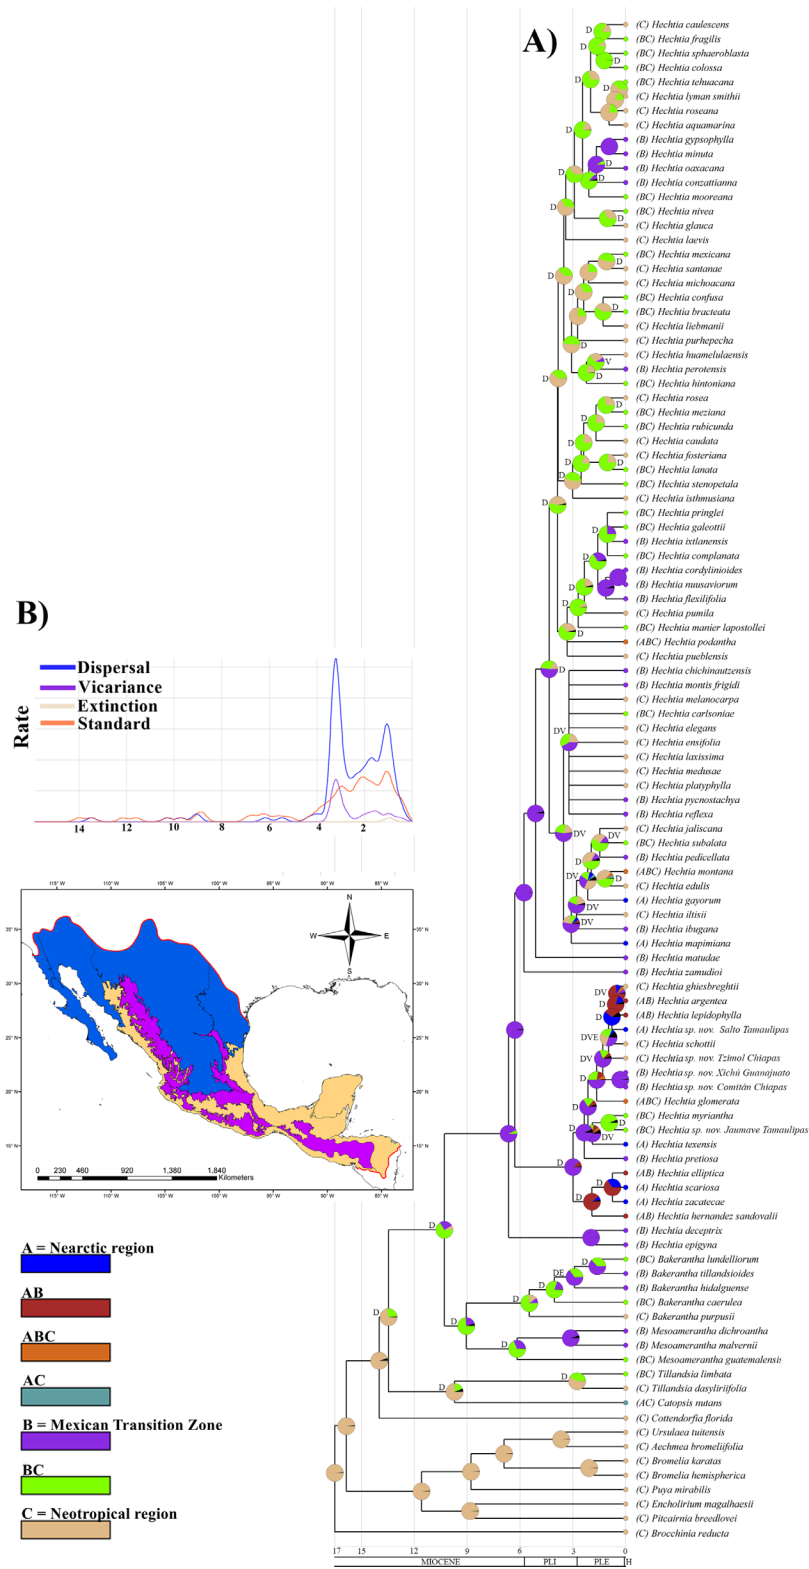 A)
(C) Hechtia caulescens
(BC) Hechtia fragilis
(BC) Hechtia sphaeroblasta
(BC) Hechtia colossa
(BC) Hechtia tehuacana
(C) Hechtia lyman smithii
(C) Hechtia roseana
(C) Hechtia aquamarina
(B) Hechtia gypsophylla
(B) Hechtia minuta
(B) Hechtia oaxacana
(B) Hechtia conzattianna
(BC) Hechtia mooreana
(BC) Hechtia nivea
(C) Hechtia glauca
(C) Hechtia laevis
(BC) Hechtia mexicana
(C) Hechtia santanae
(C) Hechtia michoacana
(BC) Hechtia confusa
(BC) Hechtia bracteata
(C) Hechtia liebmanii
(C) Hechtia purhepecha
(C) Hechtia huamelulaensis
(B) Hechtia perotensis
(BC) Hechtia hintoniana
(C) Hechtia rosea
(BC) Hechtia meziana
(BC) Hechtia rubicunda
(C) Hechtia caudata
(C) Hechtia fosteriana
(BC) Hechtia lanata
(BC) Hechtia stenopetala
(C) Hechtia isthmusiana
(BC) Hechtia pringlei
(BC) Hechtia galeottii
(B) Hechtia ixtlanensis
(BC) Hechtia complanata
(B) Hechtia cordylinioides
(B) Hechtia nuusaviorum
(B) Hechtia flexilifolia
(C) Hechtia pumila
(BC) Hechtia manier lapostollei
(ABC) Hechtia podantha
(C) Hechtia pueblensis
(B) Hechtia chichinautzensis
(B) Hechtia montis frigidi
(C) Hechtia melanocarpa
(BC) Hechtia carlsoniae
(C) Hechtia elegans
(C) Hechtia ensifolia
(C) Hechtia laxissima
(C) Hechtia medusae
(C) Hechtia platyphylla
(B) Hechtia pycnostachya
(B) Hechtia reflexa
(C) Hechtia jaliscana
(BC) Hechtia subalata
(B) Hechtia pedicellata
(ABC) Hechtia montana
(C) Hechtia edulis
(A) Hechtia gayorum
(C) Hechtia iltisii
(B) Hechtia ibugana
(A) Hechtia mapimiana
(B) Hechtia matudae
(B) Hechtia zamudioi
(C) Hechtia ghiesbreghtii
(AB) Hechtia argentea
(AB) Hechtia lepidophylla
(A) Hechtia sp. nov. Salto Tamaulipas
(C) Hechtia schottii
(C) Hechtia sp. nov. Tzimol Chiapas
(B) Hechtia sp. nov. Xichú Guanajuato
(B) Hechtia sp. nov. Comitán Chiapas
(ABC) Hechtia glomerata
(BC) Hechtia myriantha
(BC) Hechtia sp. nov. Jaumave Tamaulipas
(A) Hechtia texensis
(B) Hechtia pretiosa
(AB) Hechtia elliptica
(A) Hechtia scariosa
(A) Hechtia zacatecae
(AB) Hechtia hernandez sandovalii
(B) Hechtia deceptrix
(B) Hechtia epigyna
(BC) Bakerantha lundelliorum
(B) Bakerantha tillandsioides
(B) Bakerantha hidalguense
(BC) Bakerantha caerulea
(C) Bakerantha purpusii
(B) Mesoamerantha dichroantha
(B) Mesoamerantha malvernii
(BC) Mesoamerantha guatemalensis
(BC) Tillandsia limbata
(C) Tillandsia dasyliriifolia
(AC) Catopsis nutans
(C) Cottendorfia florida
(C) Ursulaea tuitensis
(C) Aechmea bromeliifolia
(C) Bromelia karatas
(C) Bromelia hemispherica
(C) Puya mirabilis
(C) Encholirium magalhaesii
(C) Pitcairnia breedlovei
(C) Brocchinia reducta
17 15 12 9 6 3 0
MIOCENE PLI PLE H
B)
Dispersal
Vicariance
Extinction
Standard
Rate
14 12 10 8 6 4 2
115°W 110°W 105°W 100°W 95°W 90°W 85°W
35°N
30°N
25°N
20°N
15°N
N
W E
S
0 230 460 920 1,380 1,840
Kilometers
115°W 110°W 105°W 100°W 95°W 90°W 85°W
A = Nearctic region
AB
ABC
AC
B = Mexican Transition Zone
BC
C = Neotropical region